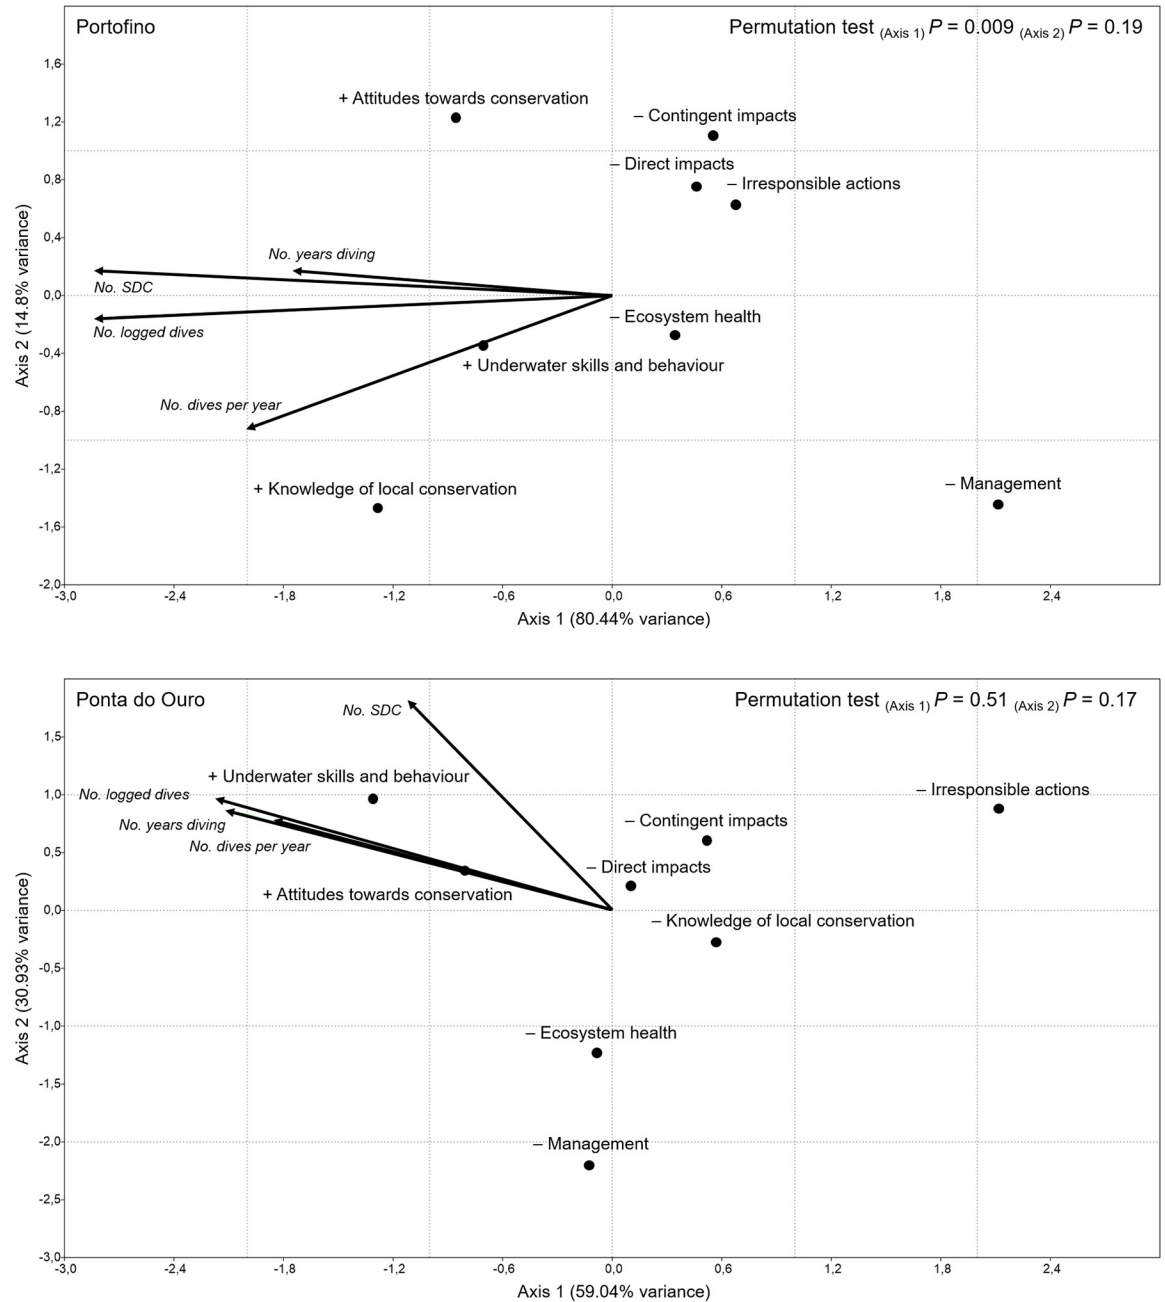 Portofino
Permutation test (Axis 1) P = 0.009 (Axis 2) P = 0.19
1,6
+ Attitudes towards conservation
1,2
– Contingent impacts
– Direct impacts
0,8
– Irresponsible actions
0,4
No. years diving
0,0
No. SDC
– Ecosystem health
No. logged dives
-0,4
+ Underwater skills and behaviour
-0,8
No. dives per year
-1,2
+ Knowledge of local conservation
– Management
-1,6
-2,0
Axis 2 (14.8% variance)
-3,0 -2,4 -1,8 -1,2 -0,6 0,0 0,6 1,2 1,8 2,4
Axis 1 (80.44% variance)
Ponta do Ouro
Permutation test (Axis 1) P = 0.51 (Axis 2) P = 0.17
No. SDC
1,5
+ Underwater skills and behaviour
1,0
No. logged dives
– Irresponsible actions
No. years diving
– Contingent impacts
0,5
No. dives per year
– Direct impacts
+ Attitudes towards conservation
0,0
– Knowledge of local conservation
-0,5
-1,0
– Ecosystem health
-1,5
-2,0
– Management
-2,5
-3,0
Axis 2 (30.93% variance)
-3,0 -2,4 -1,8 -1,2 -0,6 0,0 0,6 1,2 1,8 2,4
Axis 1 (59.04% variance)